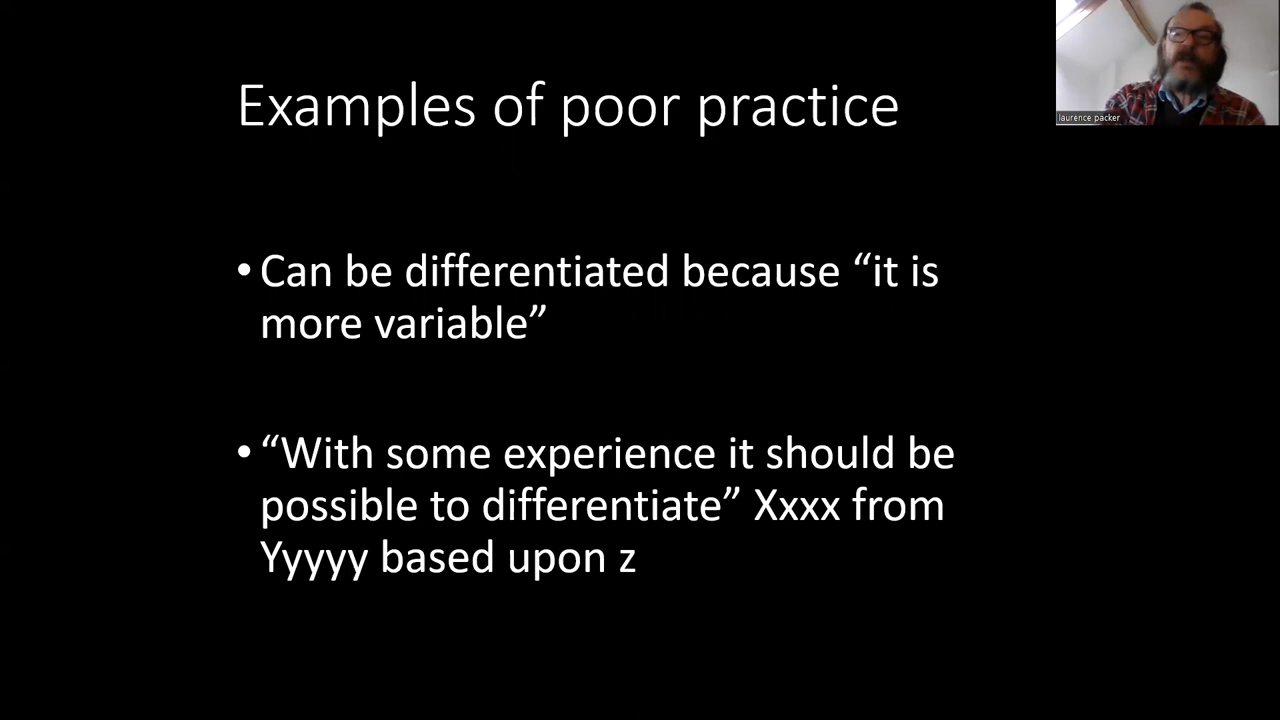 Examples of poor practice
laurence packer
• Can be differentiated because “it is
more variable”
• “With some experience it should be
possible to differentiate” Xxxx from
Yyyyy based upon z